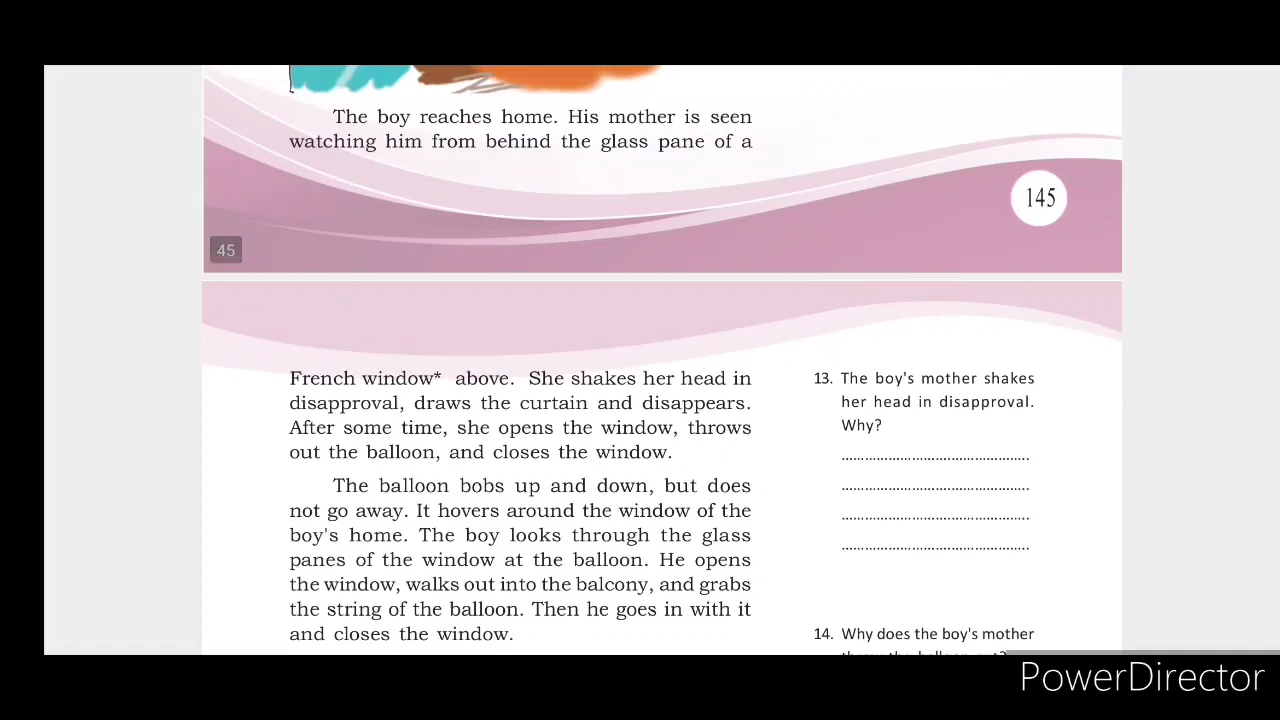 The boy reaches home. His mother is seen
watching him from behind the glass pane of a
145
45
French window* above. She shakes her head in
disapproval, draws the curtain and disappears.
After some time, she opens the window, throws
out the balloon, and closes the window.
The balloon bobs up and down, but does
not go away. It hovers around the window of the
boy's home. The boy looks through the glass
panes of the window at the balloon. He opens
the window, walks out into the balcony, and grabs
the string of the balloon. Then he goes in with it
and closes the window.
13. The boy's mother shakes
her head in disapproval.
Why?
14. Why does the boy's mother
PowerDirector